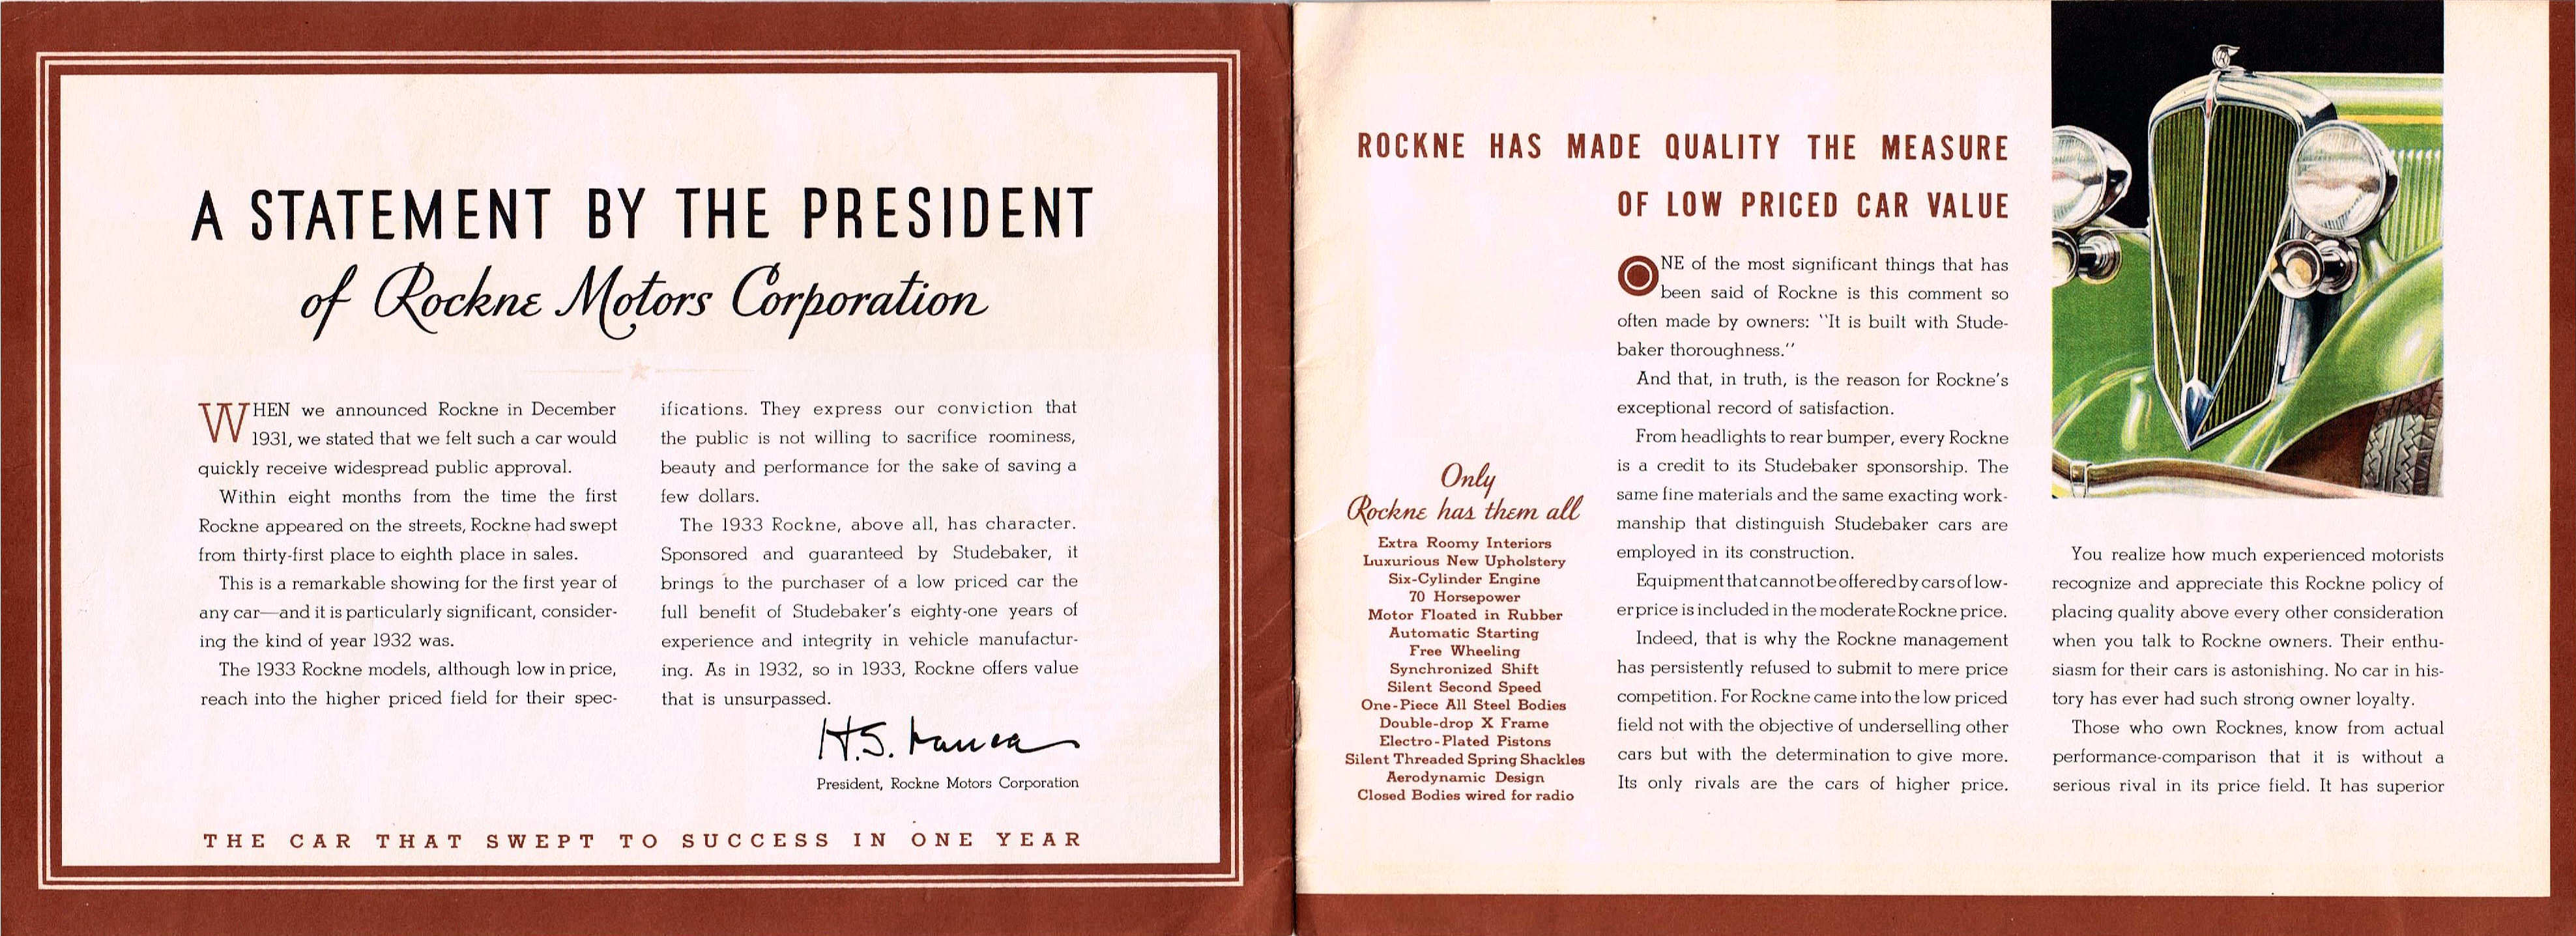 A STATEMENT BY THE PRESIDENT
of Rockne Motors Corporation
WHEN we announced Rockne in December
1931, we stated that we felt such a car would
quickly receive widespread public approval.
Within eight months from the time the first
Rockne appeared on the streets, Rockne had swept
from thirty-first place to eighth place in sales.
This is a remarkable showing for the first year of
any car—and it is particularly significant, consider-
ing the kind of year 1932 was.
The 1933 Rockne models, although low in price,
reach into the higher priced field for their spec-
ifications. They express our conviction that
the public is not willing to sacrifice roominess,
beauty and performance for the sake of saving a
few dollars.
The 1933 Rockne, above all, has character.
Sponsored and guaranteed by Studebaker, it
brings to the purchaser of a low priced car the
full benefit of Studebaker's eighty-one years of
experience and integrity in vehicle manufactur-
ing. As in 1932, so in 1933, Rockne offers value
that is unsurpassed.
H.S.
President, Rockne Motors Corporation
THE CAR THAT SWEPT TO SUCCESS IN ONE YEAR
ROCKNE HAS MADE QUALITY THE MEASURE
OF LOW PRICED CAR VALUE
Only
Rockne has them all
Extra Roomy Interiors
Luxurious New Upholstery
Six-Cylinder Engine
70 Horsepower
Motor Floated in Rubber
Automatic Starting
Free Wheeling
Synchronized Shift
Silent Second Speed
One-Piece All Steel Bodies
Double-drop X Frame
Electro-Plated Pistons
Silent Threaded Spring Shackles
Aerodynamic Design
Closed Bodies wired for radio
ONE of the most significant things that has
been said of Rockne is this comment so
often made by owners: "It is built with Stude-
baker thoroughness."
And that, in truth, is the reason for Rockne's
exceptional record of satisfaction.
From headlights to rear bumper, every Rockne
is a credit to its Studebaker sponsorship. The
same fine materials and the same exacting work-
manship that distinguish Studebaker cars are
employed in its construction.
Equipment that cannot be offered by cars of low-
er price is included in the moderate Rockne price.
Indeed, that is why the Rockne management
has persistently refused to submit to mere price
competition. For Rockne came into the low priced
field not with the objective of underselling other
cars but with the determination to give more.
Its only rivals are the cars of higher price.
You realize how much experienced motorists
recognize and appreciate this Rockne policy of
placing quality above every other consideration
when you talk to Rockne owners. Their enthu-
siasm for their cars is astonishing. No car in his-
tory has ever had such strong owner loyalty.
Those who own Rocknes, know from actual
performance-comparison that it is without a
serious rival in its price field. It has superior